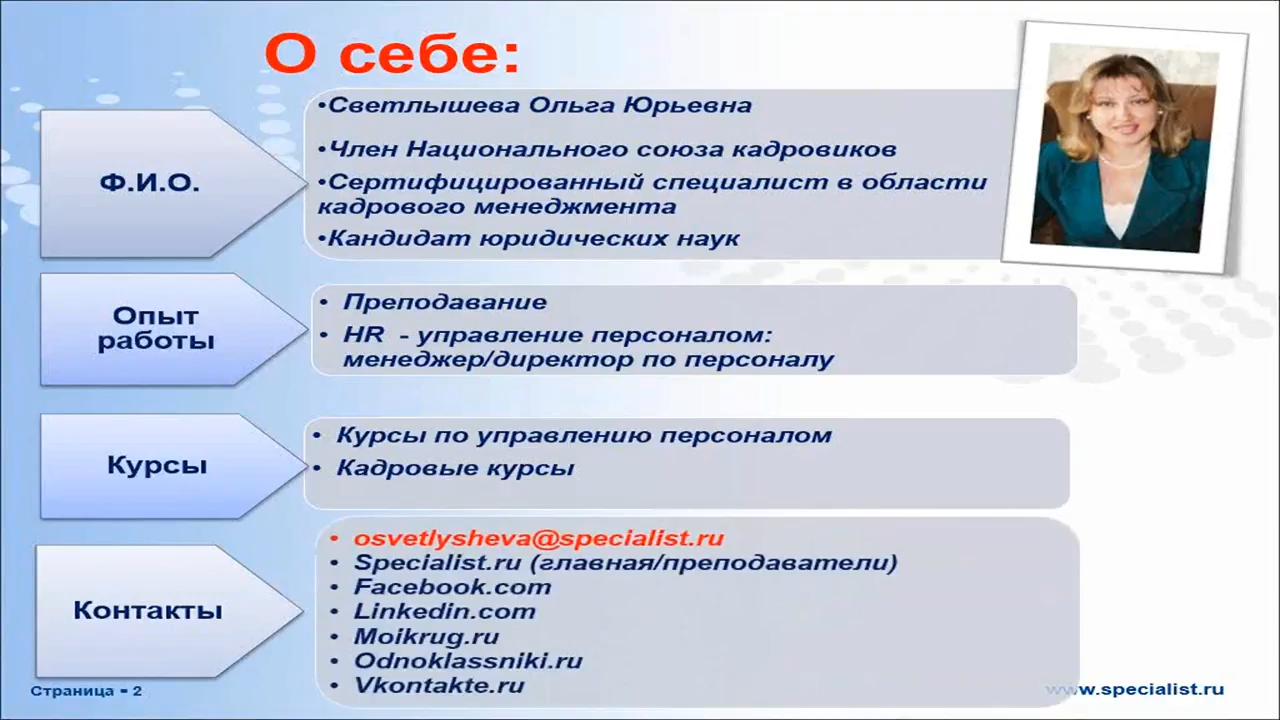 О себе:
Ф.И.О.
•Светлышева Ольга Юрьевна
•Член Национального союза кадровиков
•Сертифицированный специалист в области
кадрового менеджмента
•Кандидат юридических наук
Опыт
работы
• Преподавание
• HR - управление персоналом:
менеджер/директор по персоналу
Курсы
• Курсы по управлению персоналом
• Кадровые курсы
Контакты
• osvetlysheva@specialist.ru
• Specialist.ru (главная/преподаватели)
• Facebook.com
• Linkedin.com
• Moikrug.ru
• Odnoklassniki.ru
• Vkontakte.ru
Страница ▪ 2
www.specialist.ru